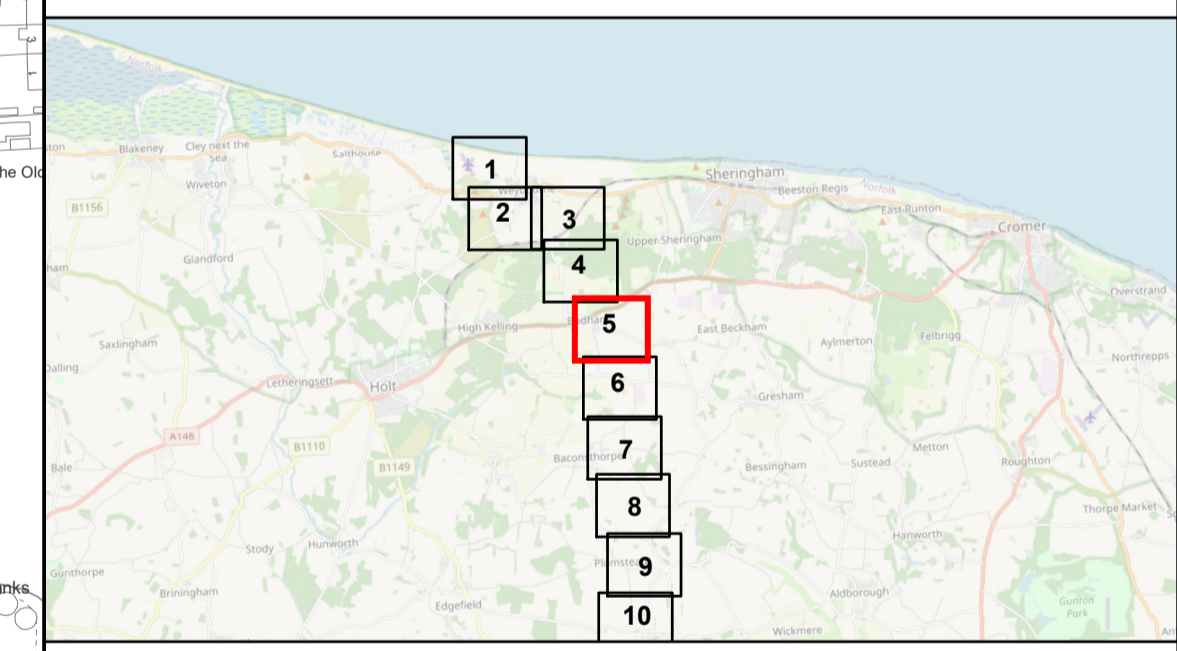 3
1
Norfolk
he Old
ston
Blakeney
Cley next the
Sea
Salthouse
1
Wiveton
Sheringham
Beeston Regis
Norfolk
B1156
2
3
East Runton
Cromer
Upper Sheringham
ham
Glandford
4
Overstrand
High Kelling
5
East Beckham
Saxlingham
Aylmerton
Felbrigg
Northrepps
Dalling
Letheringsett
Holt
6
Gresham
A148
B1110
7
Metton
Bale
B1149
Baconsthorpe
Bessingham
Sustead
Roughton
8
Thorpe Market
Stody
Hunworth
Hanworth
Gunthorpe
9
nks
Briningham
Edgefield
Aldborough
Gunton
Park
10
Wickmere